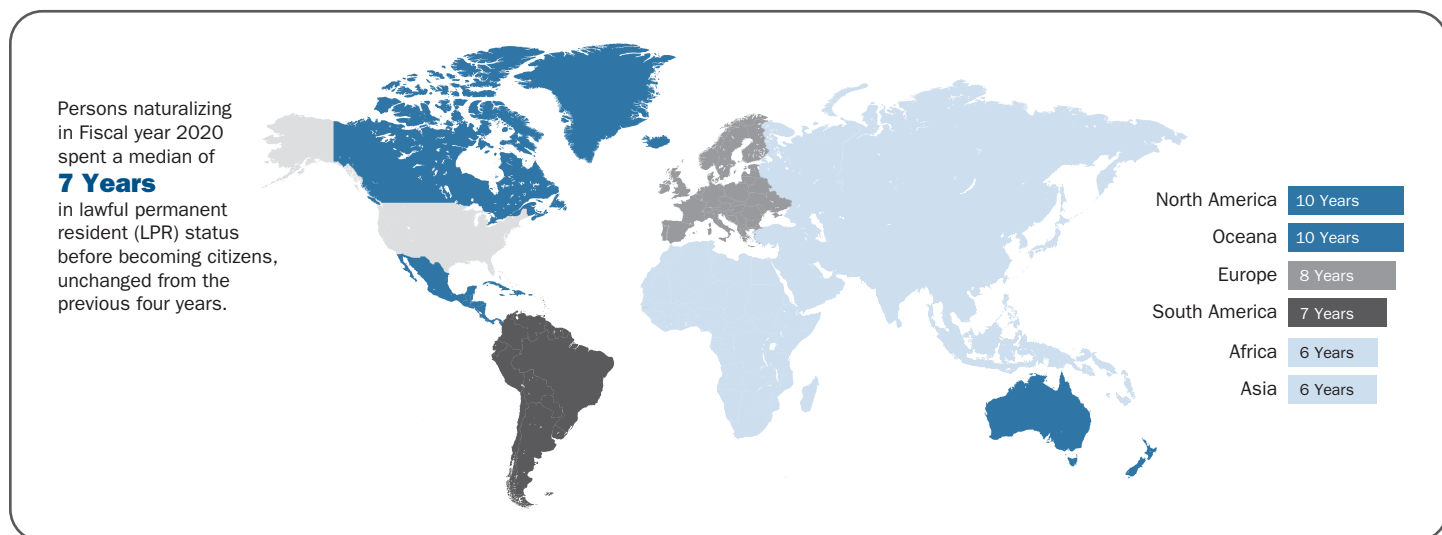 Persons naturalizing
in Fiscal year 2020
spent a median of
7 Years
in lawful permanent
resident (LPR) status
before becoming citizens,
unchanged from the
previous four years.
North America 10 Years
Oceana 10 Years
Europe 8 Years
South America 7 Years
Africa 6 Years
Asia 6 Years